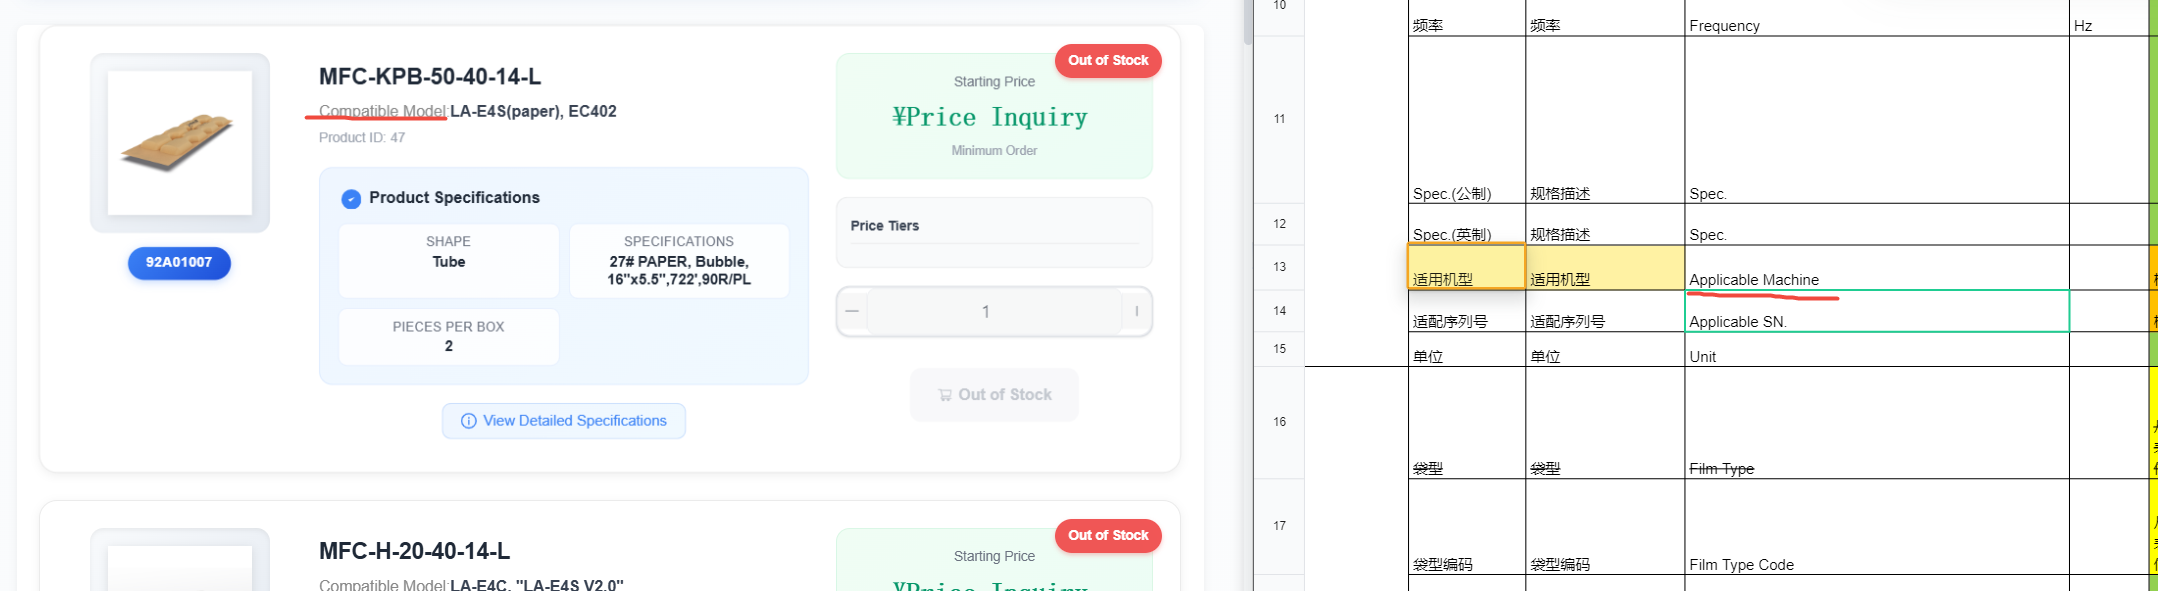 MFC-KPB-50-40-14-L
Compatible Model:LA-E4S(paper), EC402
Product ID: 47
92A01007
Product Specifications
SHAPE
Tube
SPECIFICATIONS
27# PAPER, Bubble,
16"x5.5",722',90R/PL
PIECES PER BOX
2
View Detailed Specifications
Out of Stock
Starting Price
¥Price Inquiry
Minimum Order
Price Tiers
1
Out of Stock
MFC-H-20-40-14-L
Compatible Model:LA-E4C, "LA-E4S V2.0"
Out of Stock
Starting Price
¥Price Inquiry
10 频率 频率 Frequency Hz
11 Spec.(公制) 规格描述 Spec.
12 Spec.(英制) 规格描述 Spec.
13 适用机型 适用机型 Applicable Machine
14 适配序列号 适配序列号 Applicable SN.
15 单位 单位 Unit
16 袋型 袋型 Film Type
17 袋型编码 袋型编码 Film Type Code